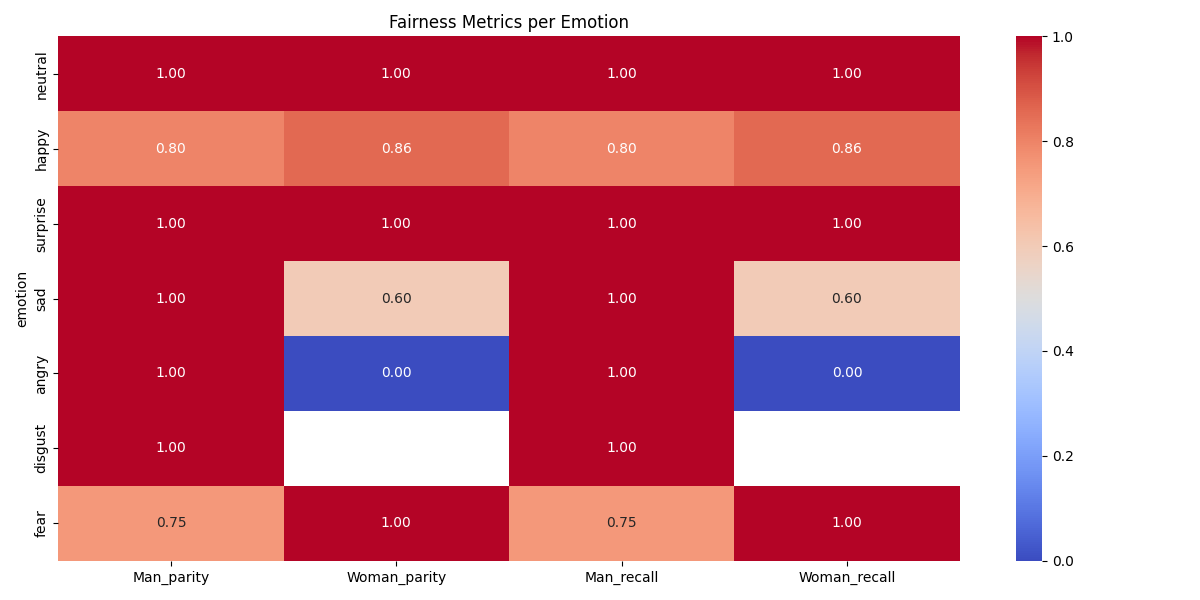 Fairness Metrics per Emotion
neutral 1.00 1.00 1.00 1.00
happy 0.80 0.86 0.80 0.86
surprise 1.00 1.00 1.00 1.00
sad 1.00 0.60 1.00 0.60
angry 1.00 0.00 1.00 0.00
disgust 1.00 1.00
fear 0.75 1.00 0.75 1.00
emotion
Man_parity Woman_parity Man_recall Woman_recall
1.0
0.8
0.6
0.4
0.2
0.0